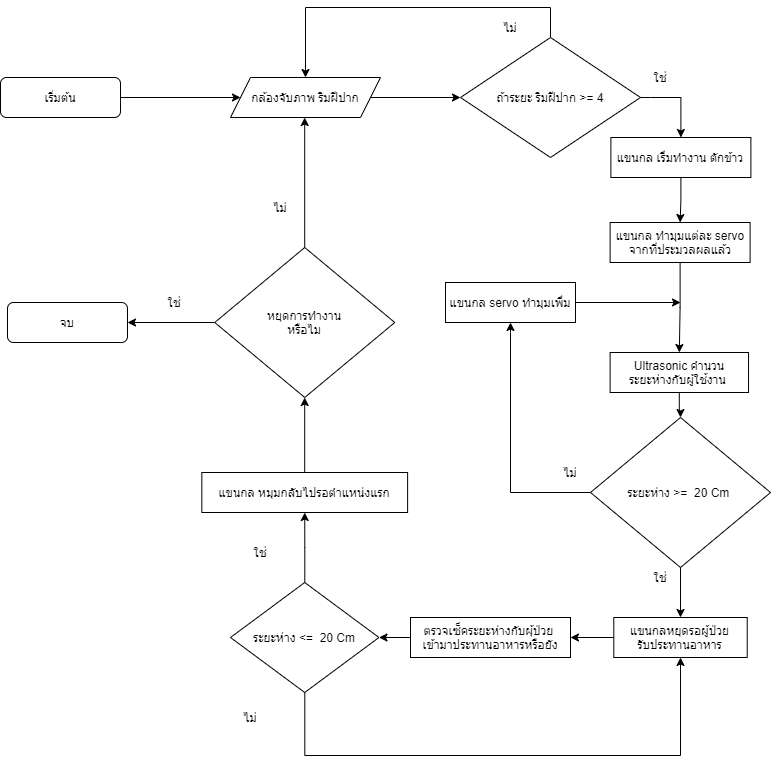 ไม่
ใช่
เริ่มต้น
กล้องจับภาพ ริมฝีปาก
ถ้าระยะ ริมฝีปาก >= 4
แขนกล เริ่มทำงาน ตักข้าว
ไม่
แขนกล ทำมุมแต่ละ servo
จากที่ประมวลผลแล้ว
ใช่
จบ
หยุดการทำงาน
หรือไม
แขนกล servo ทำมุมเพิ่ม
Ultrasonic คำนวน
ระยะห่างกับผู้ใช้งาน
ไม่
แขนกล หมุมกลับไปรอตำแหน่งแรก
ระยะห่าง >= 20 Cm
ใช่
ใช่
ระยะห่าง <= 20 Cm
ตรวจเช็คระยะห่างกับผู้ป่วย
เข้ามาประทานอาหารหรือยัง
แขนกลหยุดรอผู้ป่วย
รับประทานอาหาร
ไม่